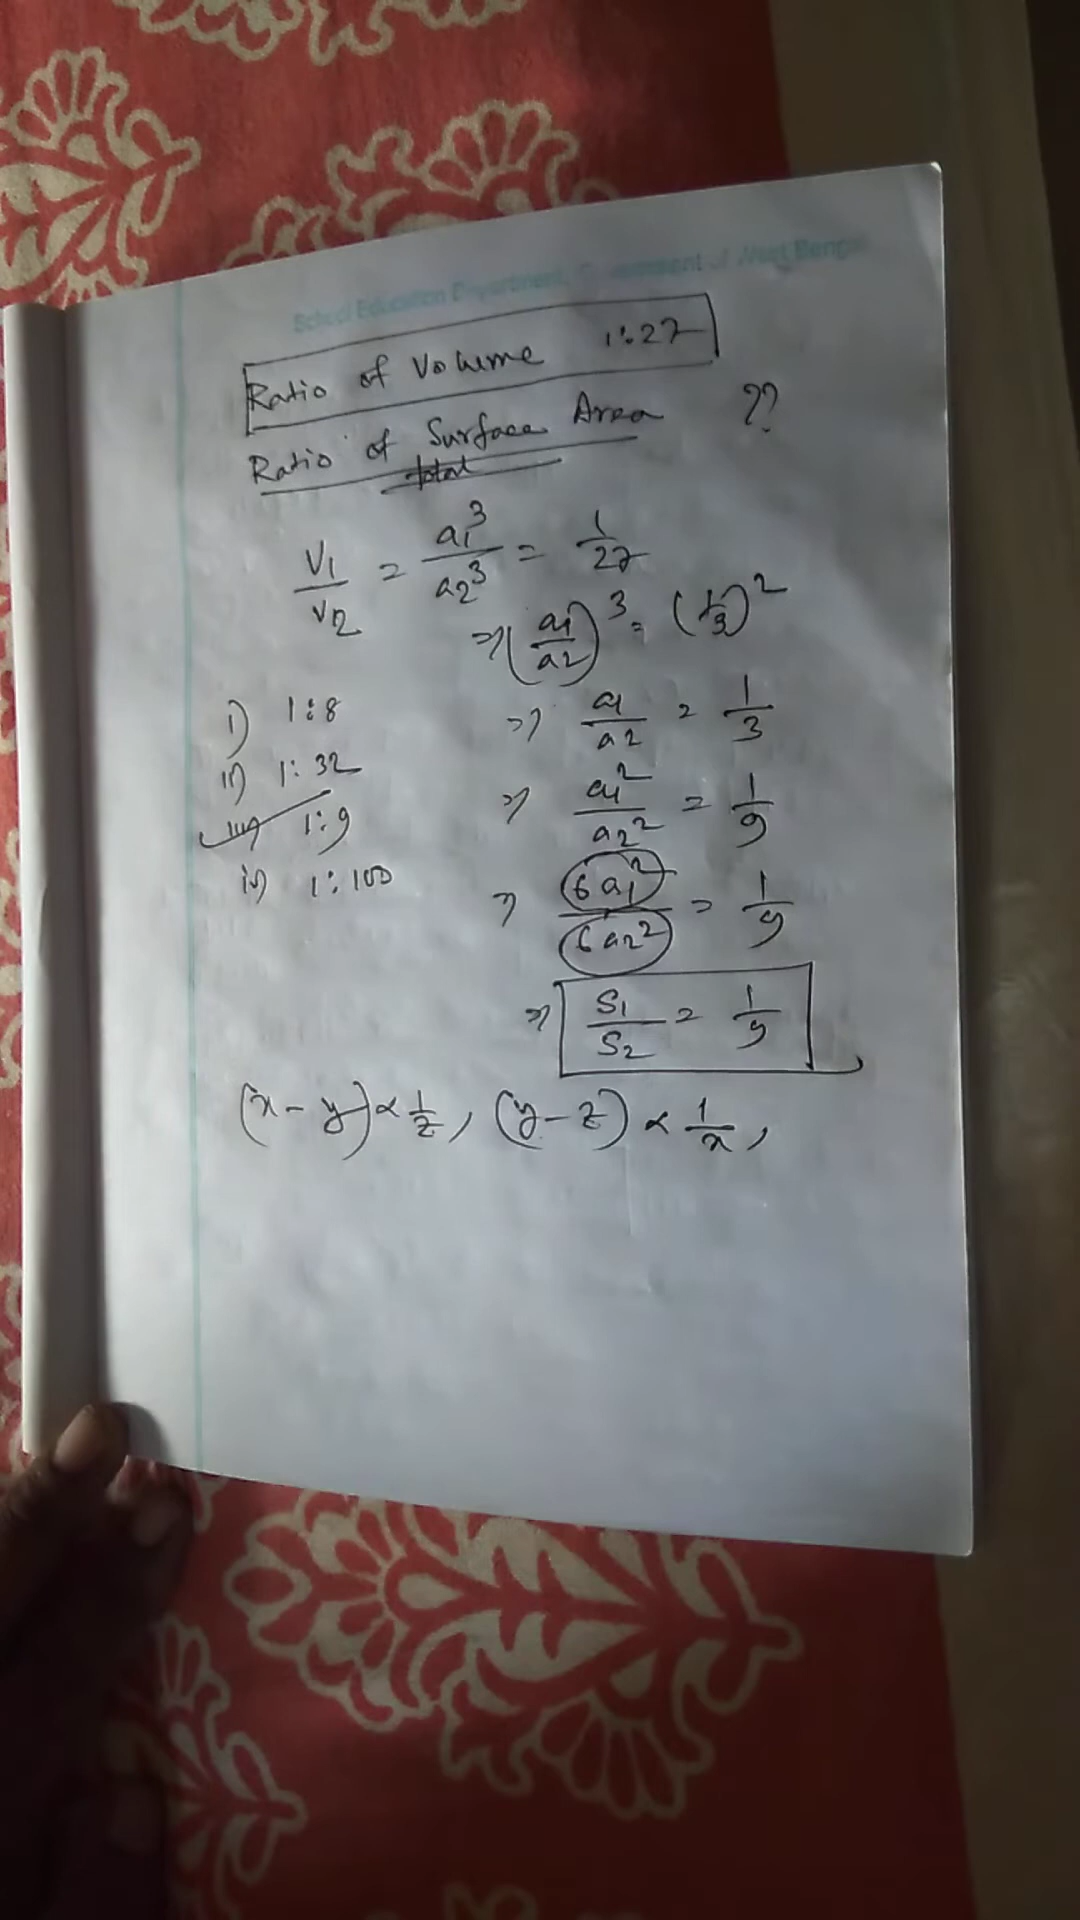 School Education Department, Government of West Bengal
Ratio of Volume 1:27
Ratio of Surface Area ??
total
V₁/V₂ = a₁³/a₂³ = 1/27
⇒ (a₁/a₂)³ = (1/3)²
i) 1:8
⇒ a₁/a₂ = 1/3
ii) 1:32
⇒ a₁²/a₂² = 1/9
iii) 1:9
iv) 1:100
⇒ 6a₁²/6a₂² = 1/9
⇒ S₁/S₂ = 1/9
(x-y) ∝ 1/z, (y-z) ∝ 1/x,